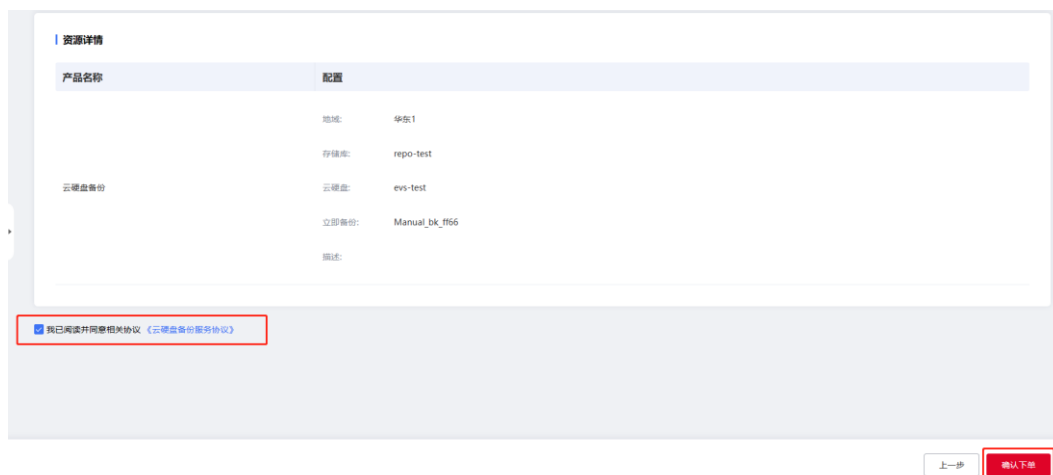 资源详情
产品名称 配置
地域: 华东1
存储库: repo-test
云硬盘备份 云硬盘: evs-test
立即备份: Manual_bk_ff66
描述:
我已阅读并同意相关协议 《云硬盘备份服务协议》
上一步 确认下单